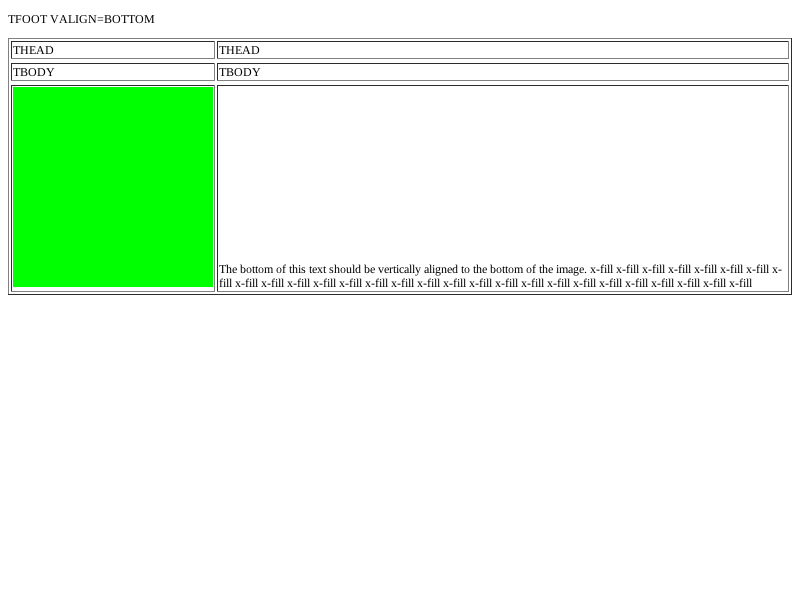 TFOOT VALIGN=BOTTOM
THEAD THEAD
TBODY TBODY
The bottom of this text should be vertically aligned to the bottom of the image. x-fill x-fill x-fill x-fill x-fill x-fill x-fill x-
fill x-fill x-fill x-fill x-fill x-fill x-fill x-fill x-fill x-fill x-fill x-fill x-fill x-fill x-fill x-fill x-fill x-fill x-fill x-fill x-fill